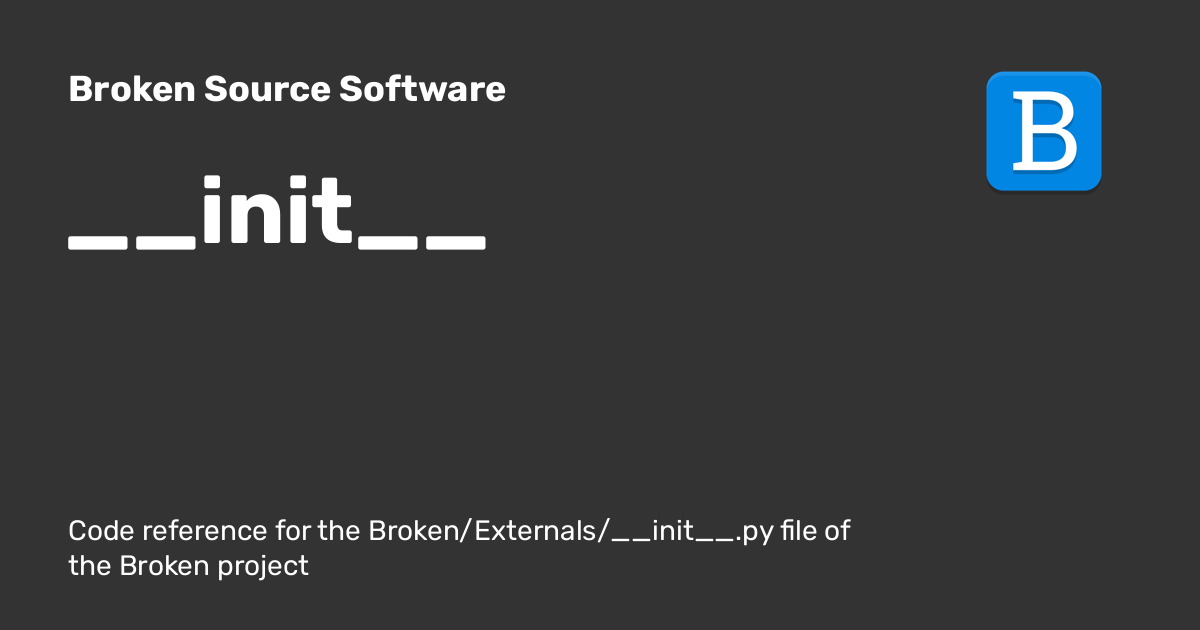 Broken Source Software
B
__init__
Code reference for the Broken/Externals/__init__.py file of
the Broken project